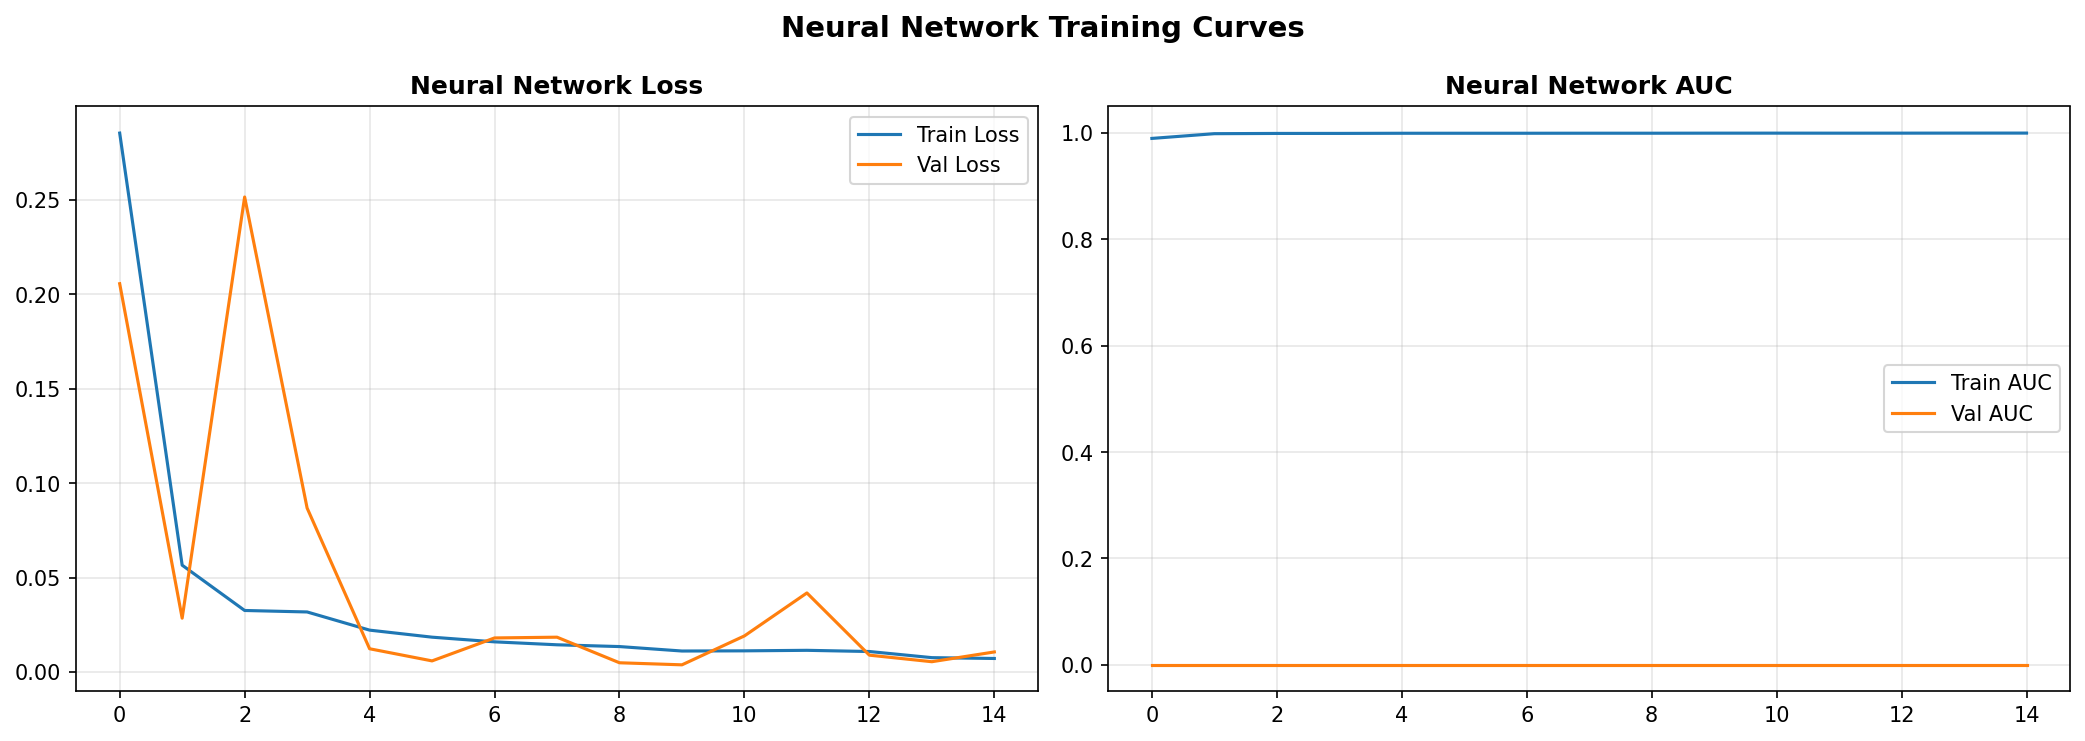 Neural Network Training Curves
Neural Network Loss
Train Loss
Val Loss
0.25
0.20
0.15
0.10
0.05
0.00
0 2 4 6 8 10 12 14
Neural Network AUC
1.0
0.8
0.6
0.4
0.2
0.0
Train AUC
Val AUC
0 2 4 6 8 10 12 14